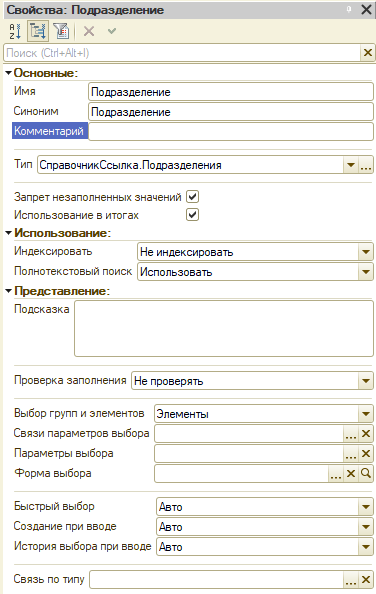 Свойства: Подразделение
Поиск (Ctrl+Alt+I)
Основные:
Имя Подразделение
Синоним Подразделение
Комментарий
Тип СправочникСсылка.Подразделения
Запрет незаполненных значений
Использование в итогах
Использование:
Индексировать Не индексировать
Полнотекстовый поиск Использовать
Представление:
Подсказка
Проверка заполнения Не проверять
Выбор групп и элементов Элементы
Связи параметров выбора
Параметры выбора
Форма выбора
Быстрый выбор Авто
Создание при вводе Авто
История выбора при вводе Авто
Связь по типу